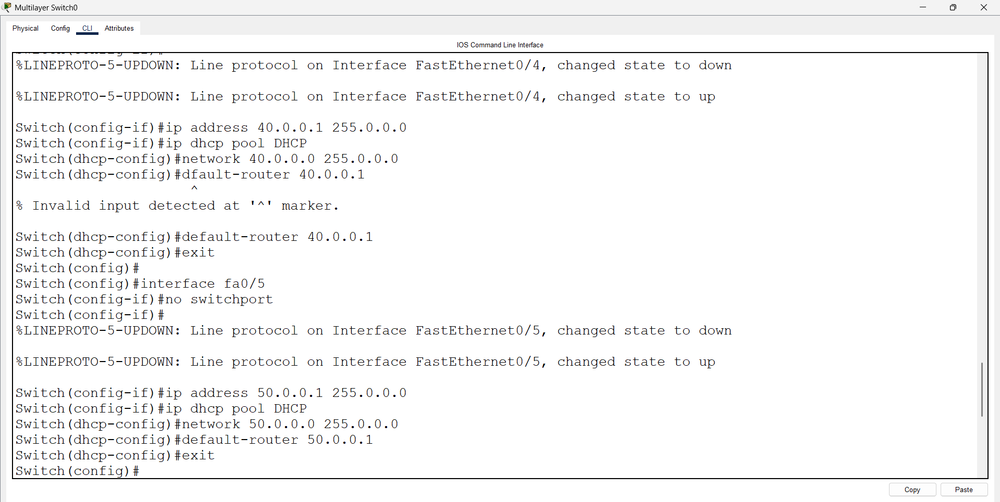 Multilayer Switch0
Physical Config CLI Attributes
IOS Command Line Interface
%LINEPROTO-5-UPDOWN: Line protocol on Interface FastEthernet0/4, changed state to down
%LINEPROTO-5-UPDOWN: Line protocol on Interface FastEthernet0/4, changed state to up
Switch(config-if)#ip address 40.0.0.1 255.0.0.0
Switch(config-if)#ip dhcp pool DHCP
Switch(dhcp-config)#network 40.0.0.0 255.0.0.0
Switch(dhcp-config)#dfault-router 40.0.0.1
^
% Invalid input detected at '^' marker.
Switch(dhcp-config)#default-router 40.0.0.1
Switch(dhcp-config)#exit
Switch(config)#
Switch(config)#interface fa0/5
Switch(config-if)#no switchport
Switch(config-if)#
%LINEPROTO-5-UPDOWN: Line protocol on Interface FastEthernet0/5, changed state to down
%LINEPROTO-5-UPDOWN: Line protocol on Interface FastEthernet0/5, changed state to up
Switch(config-if)#ip address 50.0.0.1 255.0.0.0
Switch(config-if)#ip dhcp pool DHCP
Switch(dhcp-config)#network 50.0.0.0 255.0.0.0
Switch(dhcp-config)#default-router 50.0.0.1
Switch(dhcp-config)#exit
Switch(config)#
Copy Paste